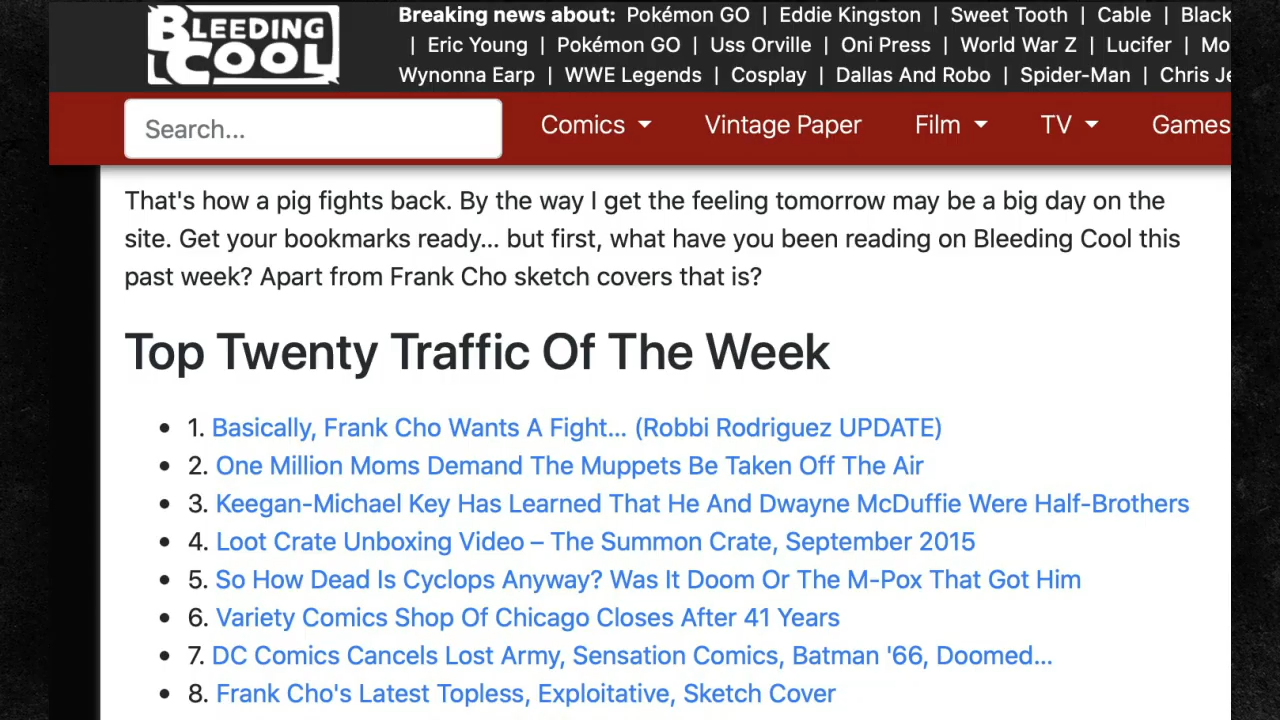 BLEEDING
COOL
Breaking news about: Pokémon GO | Eddie Kingston | Sweet Tooth | Cable | Black
| Eric Young | Pokémon GO | Uss Orville | Oni Press | World War Z | Lucifer | Mo
Wynonna Earp | WWE Legends | Cosplay | Dallas And Robo | Spider-Man | Chris Je
Search...
Comics
Vintage Paper
Film
TV
Games
That's how a pig fights back. By the way I get the feeling tomorrow may be a big day on the
site. Get your bookmarks ready... but first, what have you been reading on Bleeding Cool this
past week? Apart from Frank Cho sketch covers that is?
Top Twenty Traffic Of The Week
• 1. Basically, Frank Cho Wants A Fight... (Robbi Rodriguez UPDATE)
• 2. One Million Moms Demand The Muppets Be Taken Off The Air
• 3. Keegan-Michael Key Has Learned That He And Dwayne McDuffie Were Half-Brothers
• 4. Loot Crate Unboxing Video – The Summon Crate, September 2015
• 5. So How Dead Is Cyclops Anyway? Was It Doom Or The M-Pox That Got Him
• 6. Variety Comics Shop Of Chicago Closes After 41 Years
• 7. DC Comics Cancels Lost Army, Sensation Comics, Batman '66, Doomed...
• 8. Frank Cho's Latest Topless, Exploitative, Sketch Cover